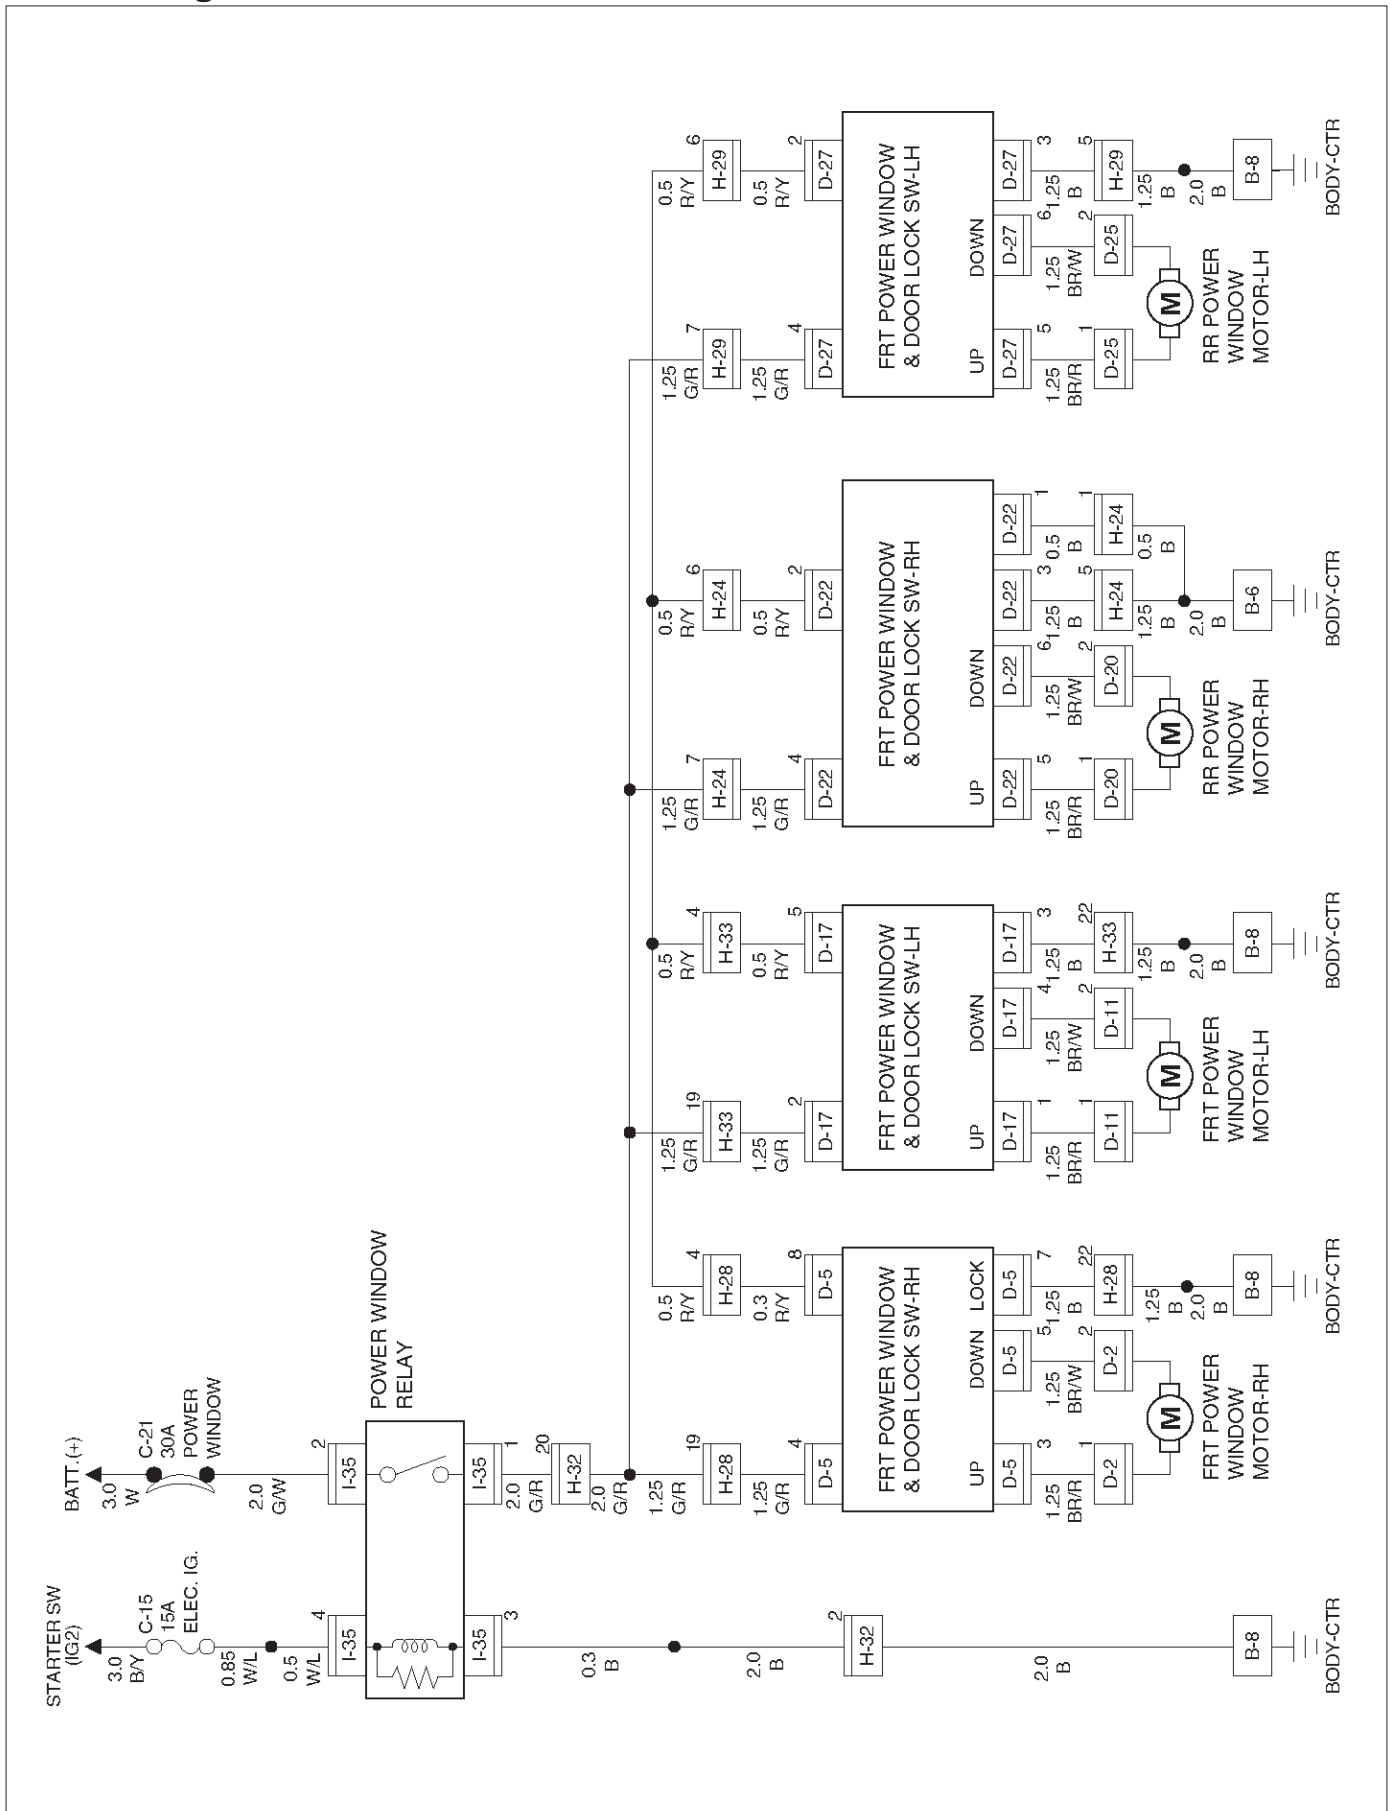 STARTER SW
(IG2)
3.0
B/Y
C-15
15A
ELEC. IG.
0.85
W/L
0.5
W/L
4
I-35
I-35
3
0.3
B
2.0
B
2
H-32
2.0
B
B-8
BODY-CTR
BATT.(+)
3.0
W
C-21
30A
POWER
WINDOW
2.0
G/W
2
I-35
POWER WINDOW
RELAY
I-35
1
2.0
G/R
20
H-32
2.0
G/R
1.25
G/R
19
H-28
1.25
G/R
4
D-5
0.5
R/Y
4
H-28
0.3
R/Y
8
D-5
FRT POWER WINDOW
& DOOR LOCK SW-RH
UP
DOWN
LOCK
D-5
3
D-5
5
D-5
7
1.25
BR/R
1.25
BR/W
1.25
B
1
D-2
2
D-2
22
H-28
1.25
B
2.0
B
M
FRT POWER
WINDOW
MOTOR-RH
B-8
BODY-CTR
1.25
G/R
19
H-33
1.25
G/R
2
D-17
0.5
R/Y
4
H-33
0.5
R/Y
5
D-17
FRT POWER WINDOW
& DOOR LOCK SW-LH
UP
DOWN
D-17
1
D-17
4
D-17
3
1.25
BR/R
1.25
BR/W
1.25
B
1
D-11
2
D-11
22
H-33
1.25
B
2.0
B
M
FRT POWER
WINDOW
MOTOR-LH
B-8
BODY-CTR
1.25
G/R
7
H-24
1.25
G/R
4
D-22
0.5
R/Y
6
H-24
0.5
R/Y
2
D-22
FRT POWER WINDOW
& DOOR LOCK SW-RH
UP
DOWN
D-22
5
D-22
6
D-22
3
D-22
1
1.25
BR/R
1.25
BR/W
1.25
B
0.5
B
1
D-20
2
D-20
5
H-24
1
H-24
1.25
B
0.5
B
2.0
B
M
RR POWER
WINDOW
MOTOR-RH
B-6
BODY-CTR
1.25
G/R
7
H-29
1.25
G/R
4
D-27
0.5
R/Y
6
H-29
0.5
R/Y
2
D-27
FRT POWER WINDOW
& DOOR LOCK SW-LH
UP
DOWN
D-27
5
D-27
6
D-27
3
1.25
BR/R
1.25
BR/W
1.25
B
1
D-25
2
D-25
5
H-29
1.25
B
2.0
B
M
RR POWER
WINDOW
MOTOR-LH
B-8
BODY-CTR